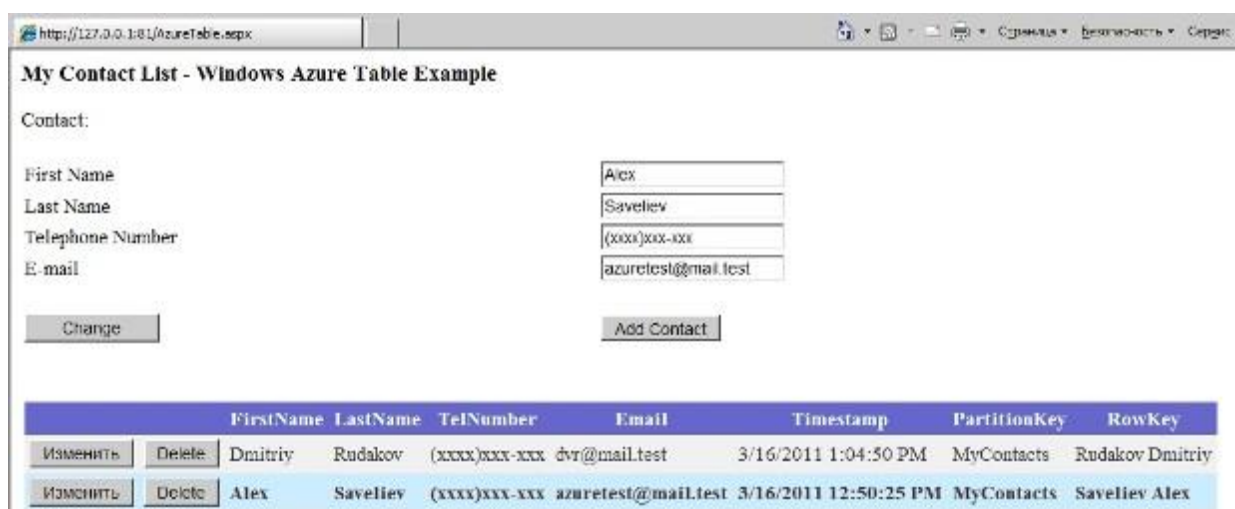 http://127.0.0.1:81/AzureTable.aspx Страница Безопасность Сервис
My Contact List - Windows Azure Table Example
Contact:
First Name Alex
Last Name Saveliev
Telephone Number (xxxx)xxx-xxx
E-mail azuretest@mail.test
Change Add Contact
FirstName LastName TelNumber Email Timestamp PartitionKey RowKey
Изменить Delete Dmitriy Rudakov (xxxx)xxx-xxx dvr@mail.test 3/16/2011 1:04:50 PM MyContacts Rudakov Dmitriy
Изменить Delete Alex Saveliev (xxxx)xxx-xxx azuretest@mail.test 3/16/2011 12:50:25 PM MyContacts Saveliev Alex